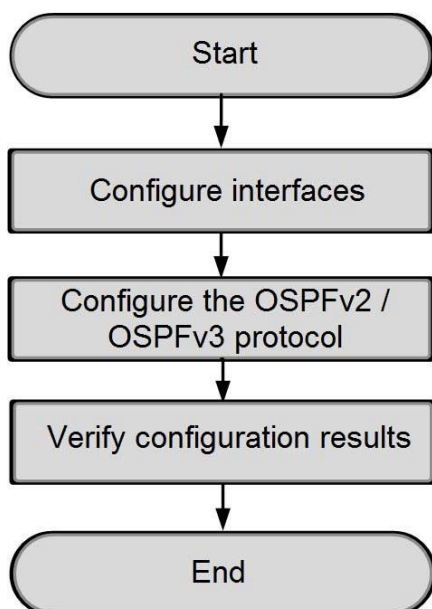 Start
Configure interfaces
Configure the OSPFv2 /
OSPFv3 protocol
Verify configuration results
End